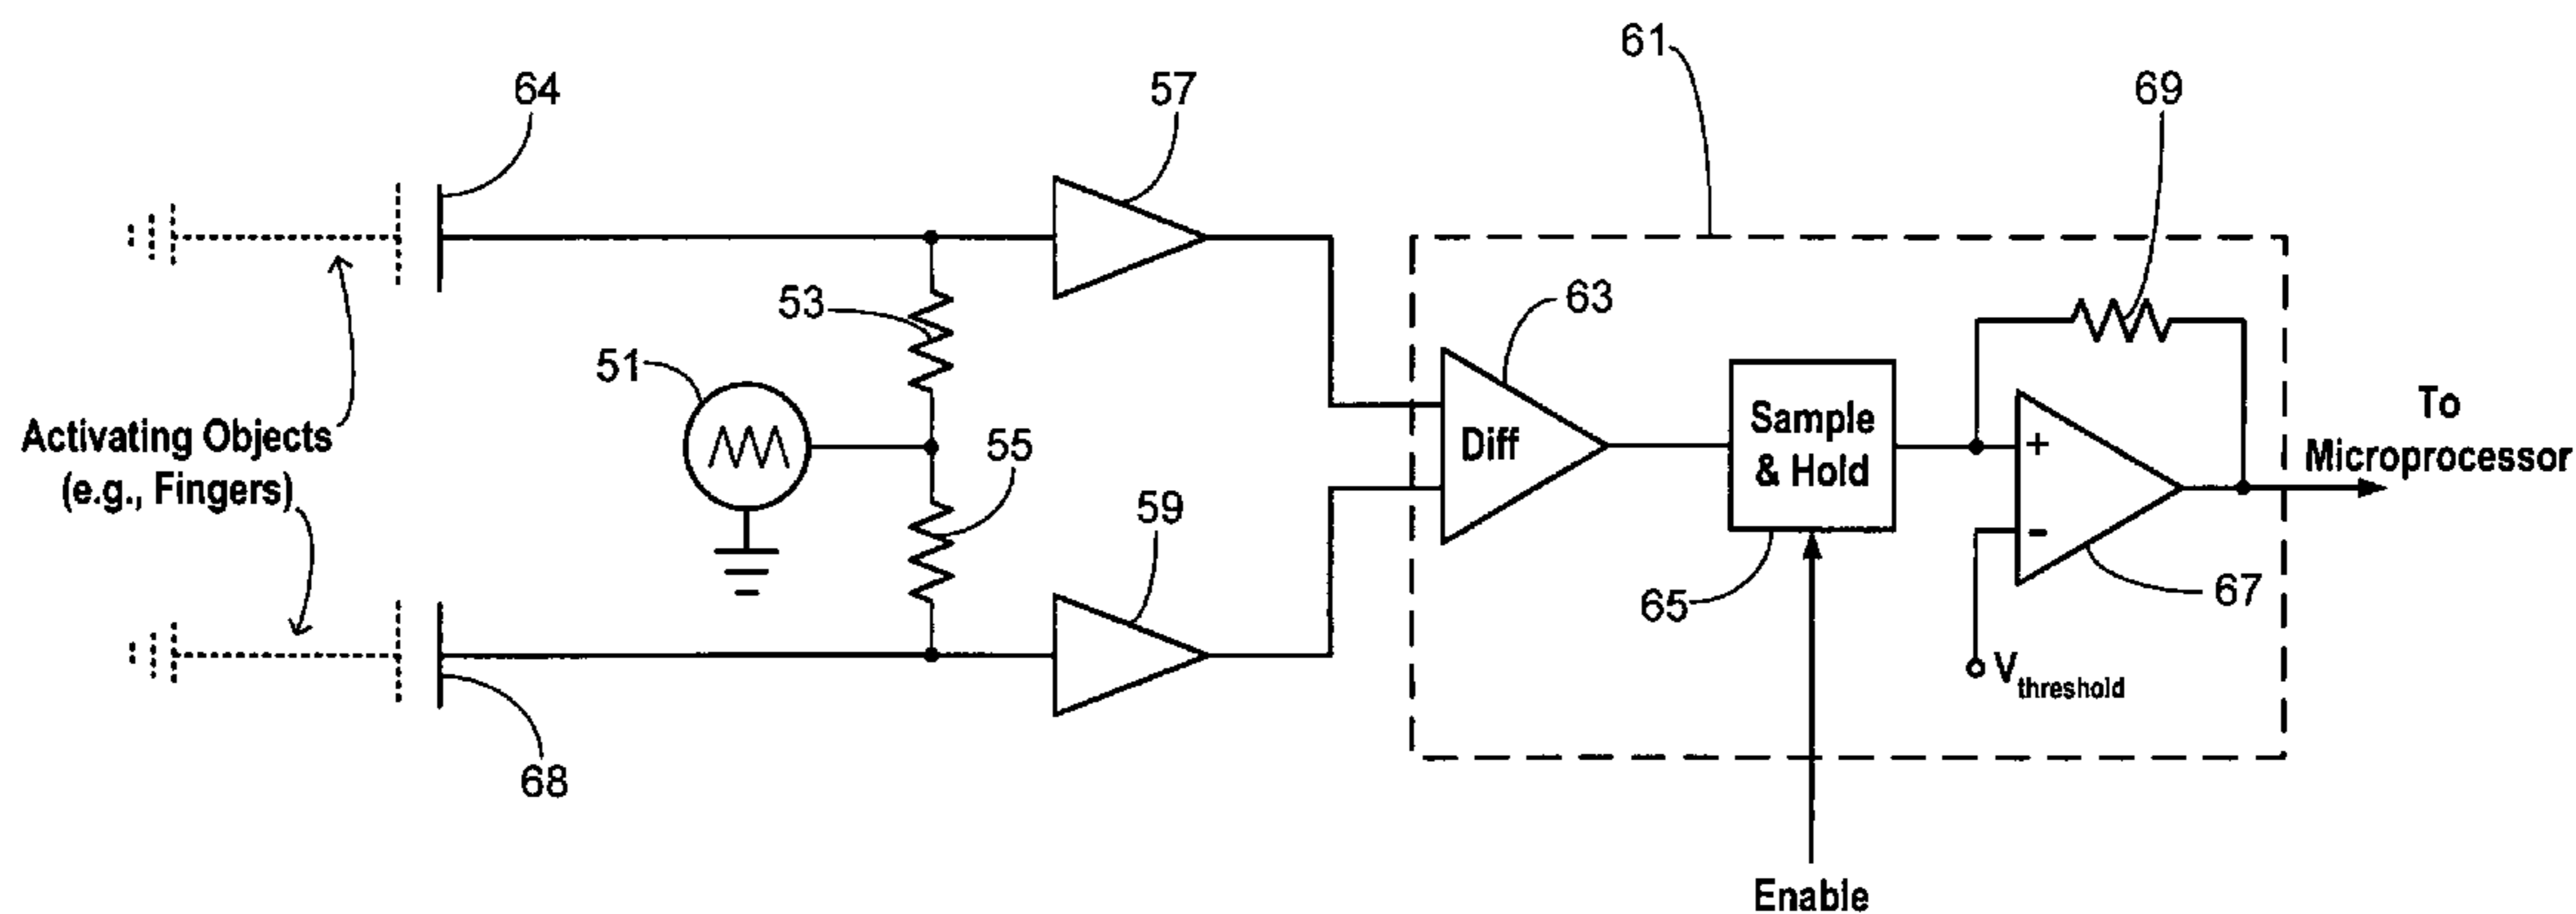 61
64
57
69
53
63
51
Activating Objects
(e.g., Fingers)
55
Diff
Sample
& Hold
+
-
To
Microprocessor
59
65
67
Vthreshold
68
Enable